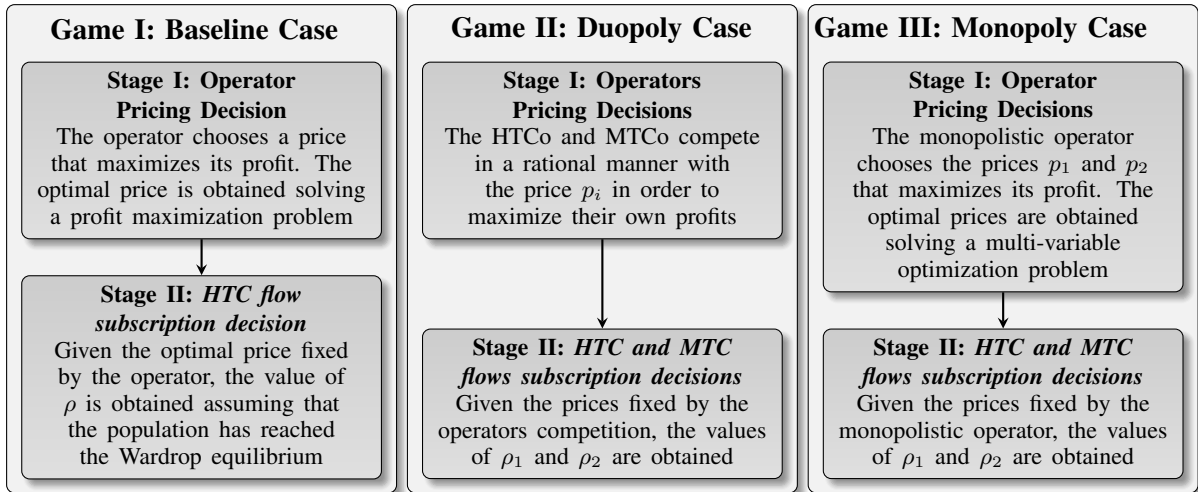 Game I: Baseline Case
Stage I: Operator
Pricing Decision
The operator chooses a price
that maximizes its profit. The
optimal price is obtained solving
a profit maximization problem
Stage II: HTC flow
subscription decision
Given the optimal price fixed
by the operator, the value of
ρ is obtained assuming that
the population has reached
the Wardrop equilibrium
Game II: Duopoly Case
Stage I: Operators
Pricing Decisions
The HTCo and MTCo compete
in a rational manner with
the price p_i in order to
maximize their own profits
Stage II: HTC and MTC
flows subscription decisions
Given the prices fixed by the
operators competition, the values
of ρ_1 and ρ_2 are obtained
Game III: Monopoly Case
Stage I: Operator
Pricing Decisions
The monopolistic operator
chooses the prices p_1 and p_2
that maximizes its profit. The
optimal prices are obtained
solving a multi-variable
optimization problem
Stage II: HTC and MTC
flows subscription decisions
Given the prices fixed by the
monopolistic operator, the values
of ρ_1 and ρ_2 are obtained